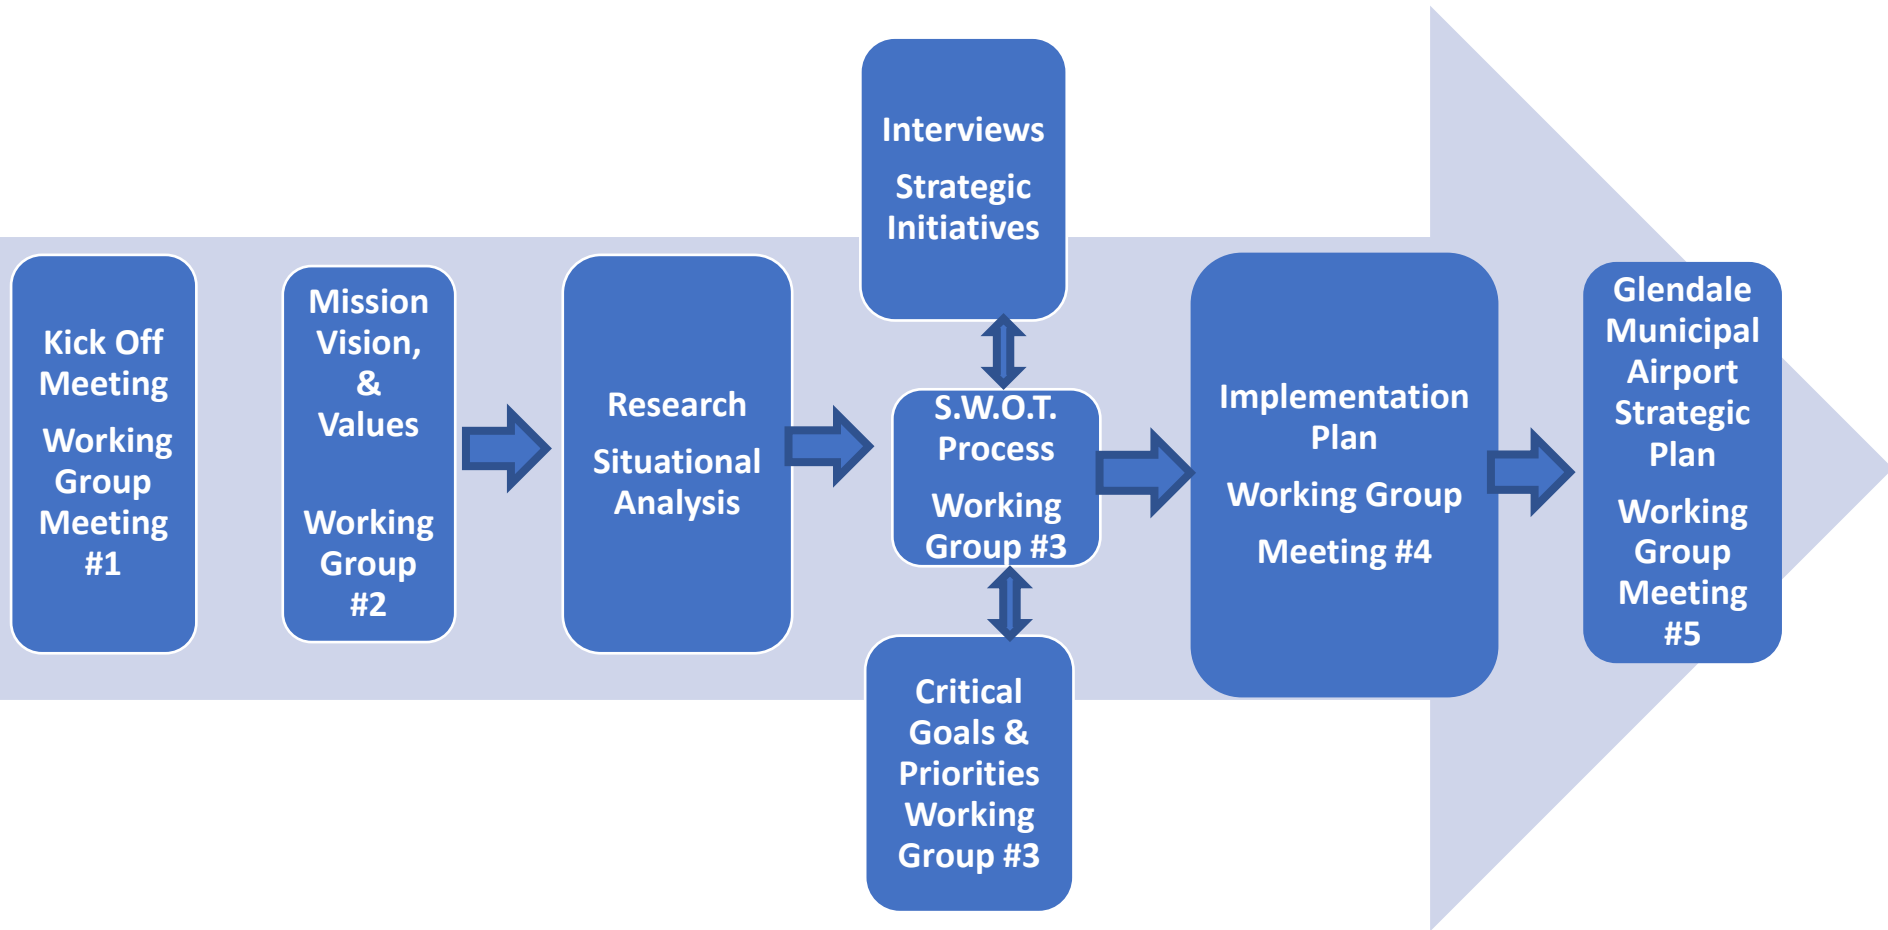 Kick Off
Meeting
Working
Group
Meeting
#1
Mission
Vision,
&
Values
Working
Group
#2
Research
Situational
Analysis
Interviews
Strategic
Initiatives
S.W.O.T.
Process
Working
Group #3
Critical
Goals &
Priorities
Working
Group #3
Implementation
Plan
Working Group
Meeting #4
Glendale
Municipal
Airport
Strategic
Plan
Working
Group
Meeting
#5